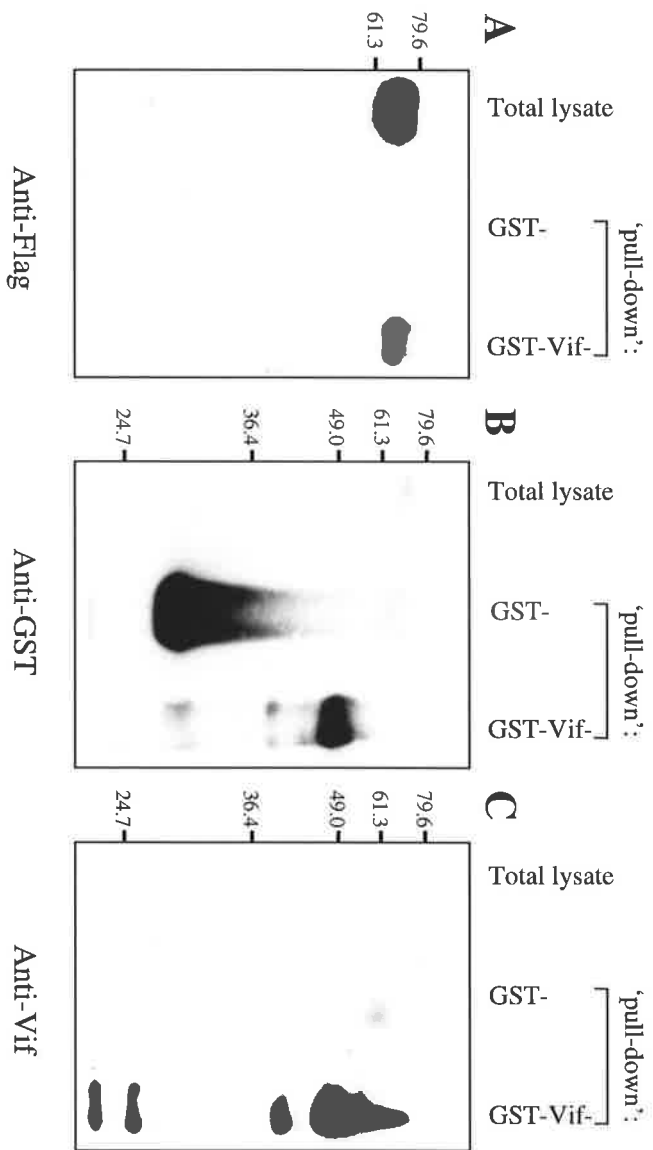 A
Total lysate
'pull-down':
GST-
GST-Vif-
79.6
61.3
Anti-Flag
B
Total lysate
'pull-down':
GST-
GST-Vif-
79.6
61.3
49.0
36.4
24.7
Anti-GST
C
Total lysate
'pull-down':
GST-
GST-Vif-
79.6
61.3
49.0
36.4
24.7
Anti-Vif